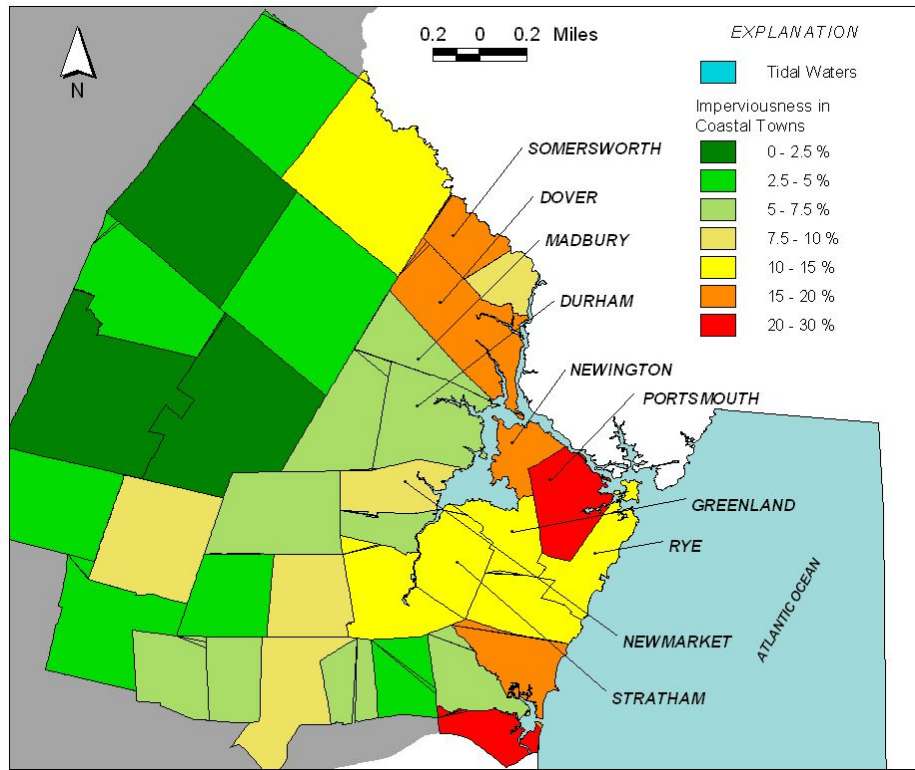 0.2 0 0.2 Miles
N
EXPLANATION
Tidal Waters
Imperviousness in
Coastal Towns
0 - 2.5 %
2.5 - 5 %
5 - 7.5 %
7.5 - 10 %
10 - 15 %
15 - 20 %
20 - 30 %
SOMERSWORTH
DOVER
MADBURY
DURHAM
NEWINGTON
PORTSMOUTH
GREENLAND
RYE
NEWMARKET
STRATHAM
ATLANTIC OCEAN